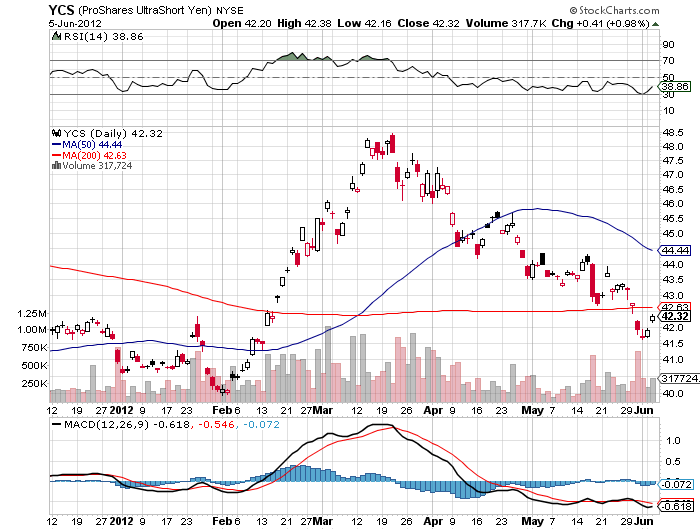 YCS (ProShares UltraShort Yen) NYSE © StockCharts.com
5-Jun-2012 Open 42.20 High 42.38 Low 42.16 Close 42.32 Volume 317.7K Chg +0.41 (+0.98%)
RSI(14) 38.86
90
70
50
38.86
30
10
YCS (Daily) 42.32
MA(50) 44.44
MA(200) 42.63
Volume 317,724
48.5
48.0
47.5
47.0
46.5
46.0
45.5
45.0
44.44
44.0
43.5
43.0
42.63
42.32
42.0
41.5
41.0
317724
40.0
1.25M
1.00M
750K
500K
250K
12 19 27 2012 9 17 23 Feb 6 13 21 27 Mar 12 19 26 Apr 9 16 23 May 7 14 21 29 Jun
MACD(12,26,9) -0.618, -0.546, -0.072
1.0
0.5
-0.072
-0.618
12 19 27 2012 9 17 23 Feb 6 13 21 27 Mar 12 19 26 Apr 9 16 23 May 7 14 21 29 Jun